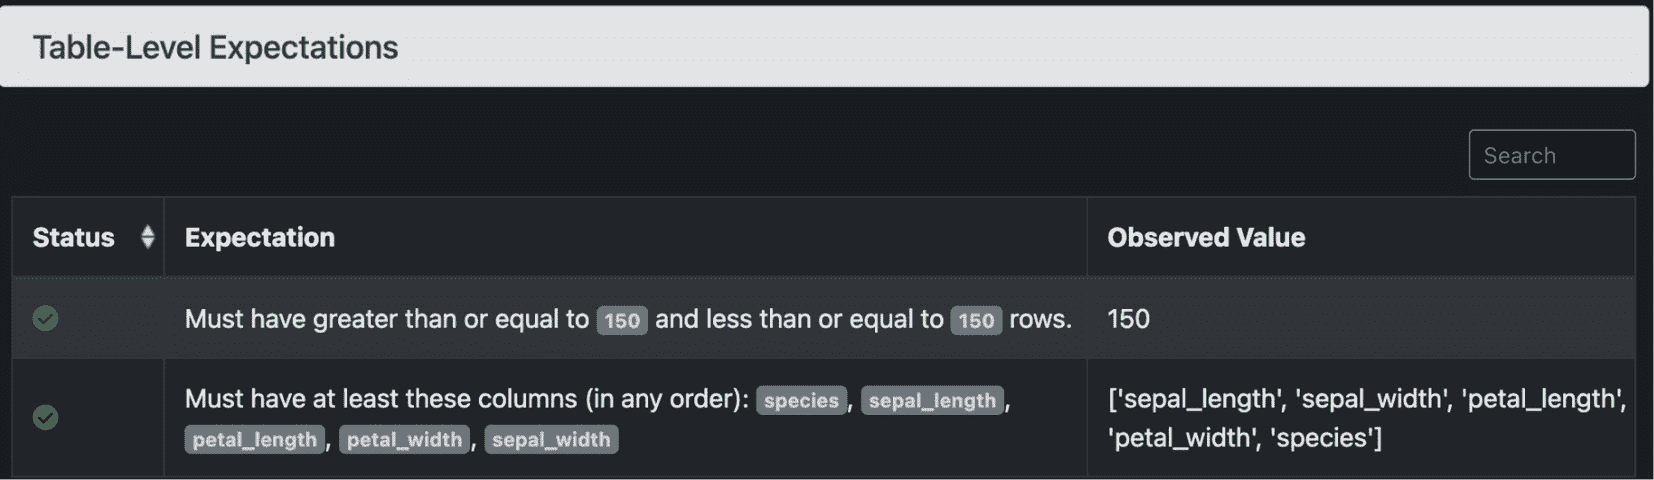 Table-Level Expectations
Search
Status Expectation Observed Value
Must have greater than or equal to 150 and less than or equal to 150 rows. 150
Must have at least these columns (in any order): species, sepal_length, ['sepal_length', 'sepal_width', 'petal_length',
petal_length, petal_width, sepal_width 'petal_width', 'species']